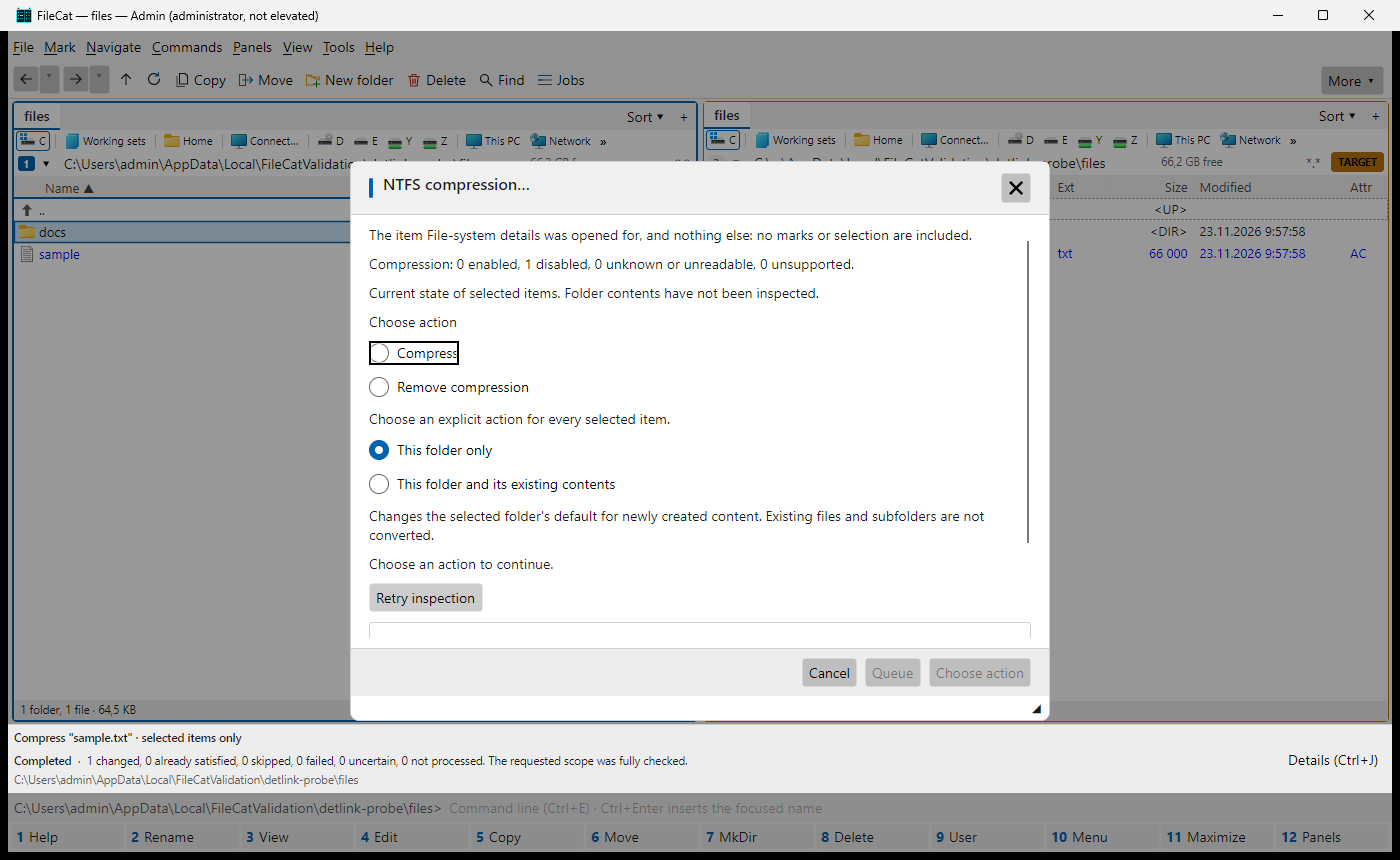 FileCat — files — Admin (administrator, not elevated)
File Mark Navigate Commands Panels View Tools Help
Copy Move New folder Delete Find Jobs More
files Sort +
C Working sets Home Connect... D E Y Z This PC Network »
1 C:\Users\admin\AppData\Local\FileCatValidation
Name
..
docs
sample
1 folder, 1 file · 64,5 KB
files Sort +
C Working sets Home Connect... D E Y Z This PC Network »
probe\files 66,2 GB free *.* TARGET
Ext Size Modified Attr
<UP>
<DIR> 23.11.2026 9:57:58
txt 66 000 23.11.2026 9:57:58 AC
NTFS compression...
The item File-system details was opened for, and nothing else: no marks or selection are included.
Compression: 0 enabled, 1 disabled, 0 unknown or unreadable, 0 unsupported.
Current state of selected items. Folder contents have not been inspected.
Choose action
Compress
Remove compression
Choose an explicit action for every selected item.
This folder only
This folder and its existing contents
Changes the selected folder's default for newly created content. Existing files and subfolders are not
converted.
Choose an action to continue.
Retry inspection
Cancel Queue Choose action
Compress "sample.txt" · selected items only
Completed · 1 changed, 0 already satisfied, 0 skipped, 0 failed, 0 uncertain, 0 not processed. The requested scope was fully checked.
Details (Ctrl+J)
C:\Users\admin\AppData\Local\FileCatValidation\detlink-probe\files
C:\Users\admin\AppData\Local\FileCatValidation\detlink-probe\files> Command line (Ctrl+E) · Ctrl+Enter inserts the focused name
1 Help 2 Rename 3 View 4 Edit 5 Copy 6 Move 7 MkDir 8 Delete 9 User 10 Menu 11 Maximize 12 Panels